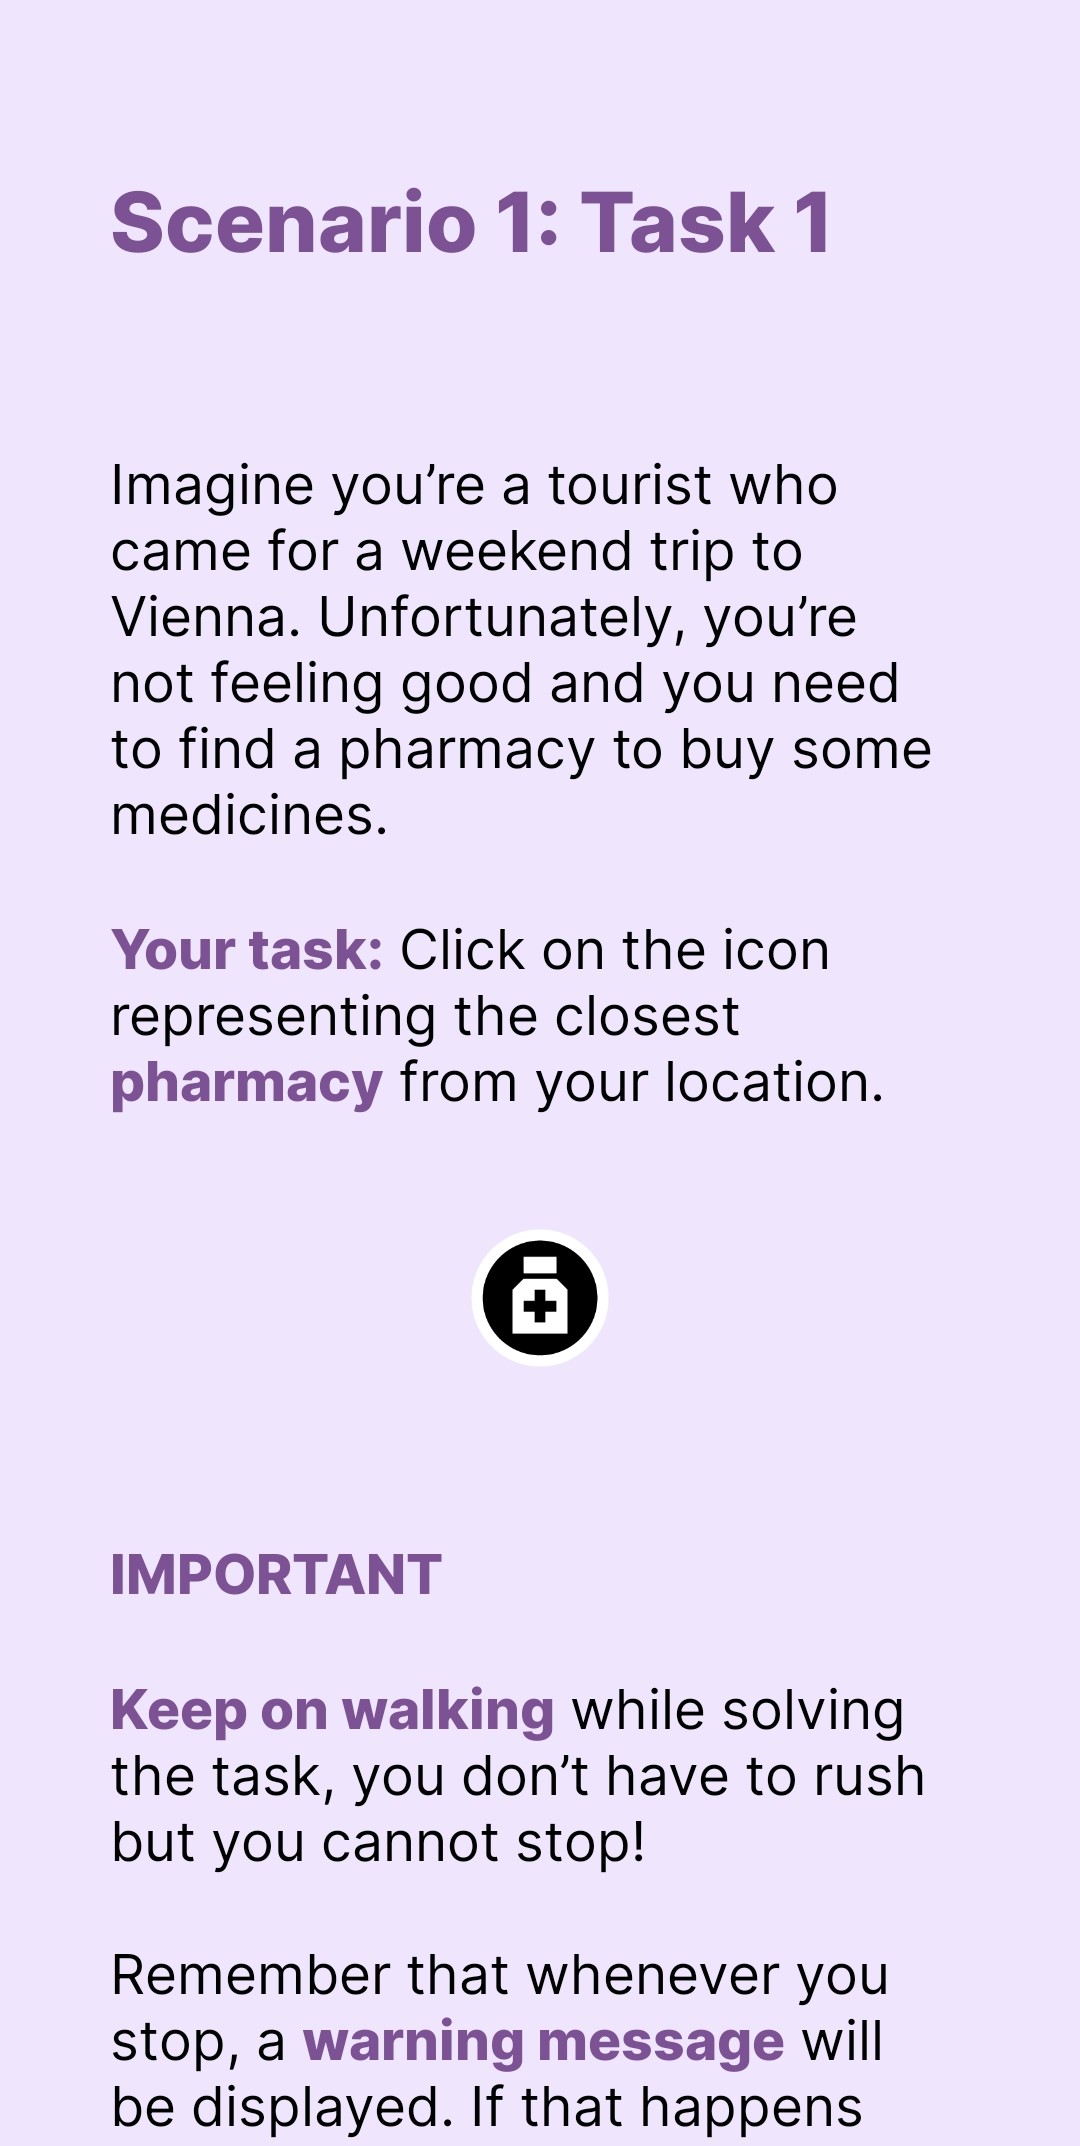 Scenario 1: Task 1
Imagine you’re a tourist who
came for a weekend trip to
Vienna. Unfortunately, you’re
not feeling good and you need
to find a pharmacy to buy some
medicines.
Your task: Click on the icon
representing the closest
pharmacy from your location.
IMPORTANT
Keep on walking while solving
the task, you don’t have to rush
but you cannot stop!
Remember that whenever you
stop, a warning message will
be displayed. If that happens